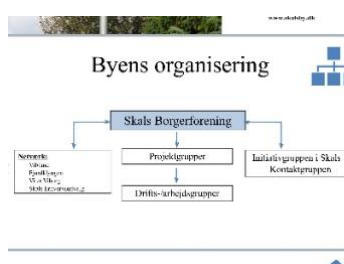 www.skalsby.dk
Byens organisering
Skals Borgerforening
Netværk:
Projektgrupper
Initiativgruppen i Skals
Kontaktgruppen
Drifts-/arbejdsgrupper